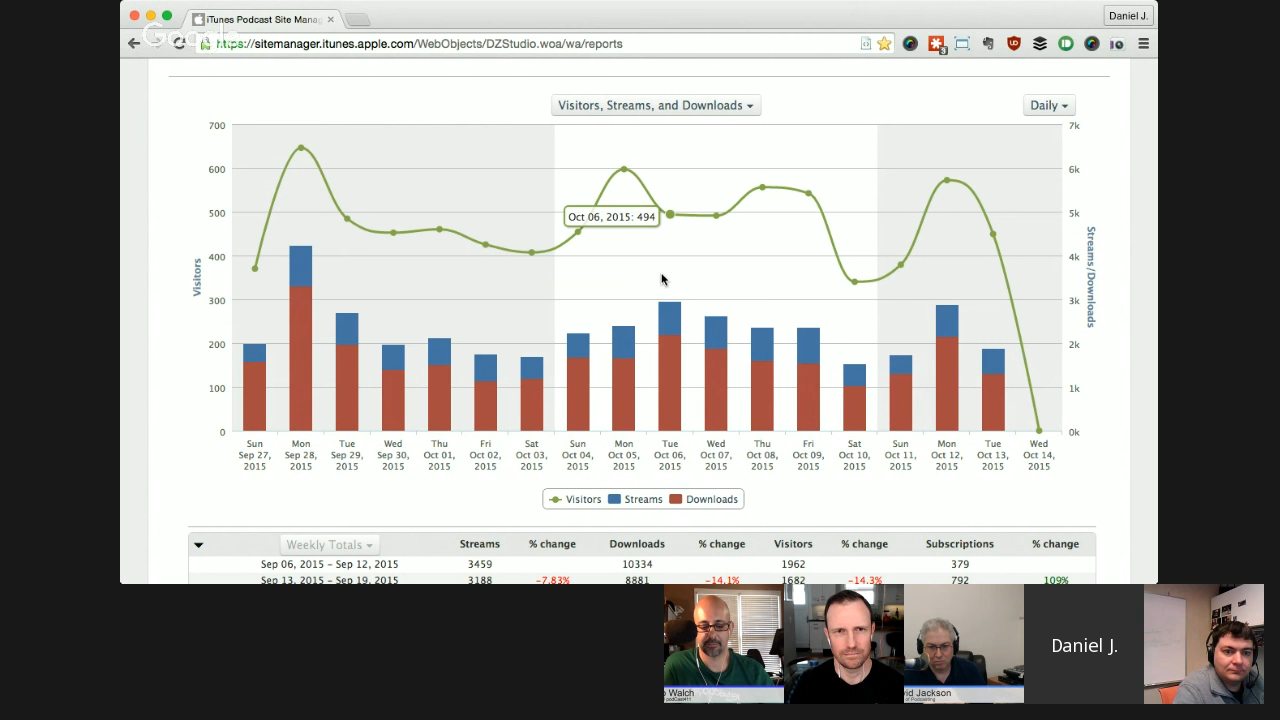 iTunes Podcast Site Mana
Daniel J.
Google
https://sitemanager.itunes.apple.com/WebObjects/DZStudio.woa/wa/reports
3
Visitors, Streams, and Downloads
Daily
700 7k
600 6k
500 5k
400 4k
300 3k
200 2k
100 1k
0 0k
Visitors
Streams/Downloads
Oct 06, 2015: 494
Sun Mon Tue Wed Thu Fri Sat Sun Mon Tue Wed Thu Fri Sat Sun Mon Tue Wed
Sep 27, Sep 28, Sep 29, Sep 30, Oct 01, Oct 02, Oct 03, Oct 04, Oct 05, Oct 06, Oct 07, Oct 08, Oct 09, Oct 10, Oct 11, Oct 12, Oct 13, Oct 14,
2015 2015 2015 2015 2015 2015 2015 2015 2015 2015 2015 2015 2015 2015 2015 2015 2015 2015
Visitors Streams Downloads
Weekly Totals Streams % change Downloads % change Visitors % change Subscriptions % change
Sep 06, 2015 – Sep 12, 2015 3459 10334 1962 379
Sep 13, 2015 – Sep 19, 2015 3188 -7.83% 8881 -14.1% 1682 -14.3% 792 109%
Daniel J.
Walch
vid Jackson